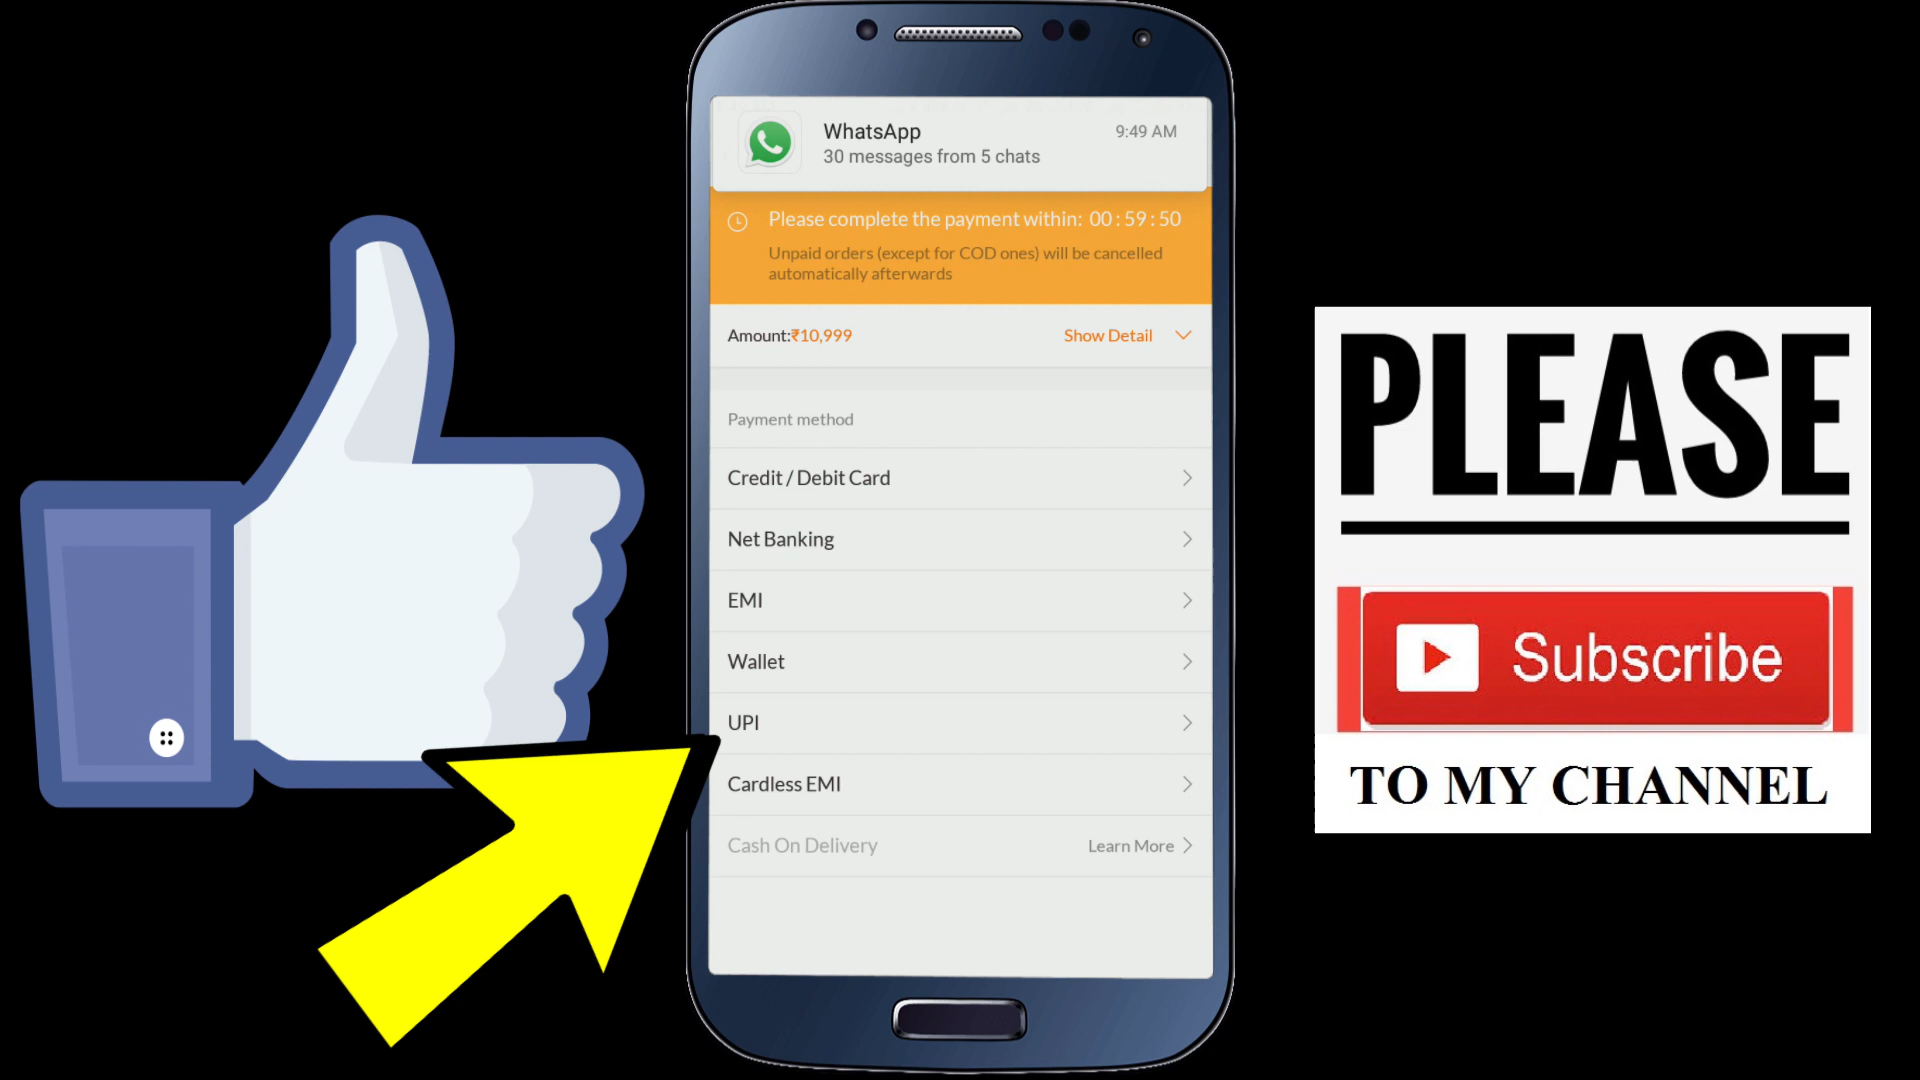 WhatsApp
9:49 AM
30 messages from 5 chats
Please complete the payment within: 00:59:50
Unpaid orders (except for COD ones) will be cancelled
automatically afterwards
Amount:₹10,999
Show Detail
Payment method
Credit / Debit Card
Net Banking
EMI
Wallet
UPI
Cardless EMI
Cash On Delivery
Learn More
PLEASE
Subscribe
TO MY CHANNEL